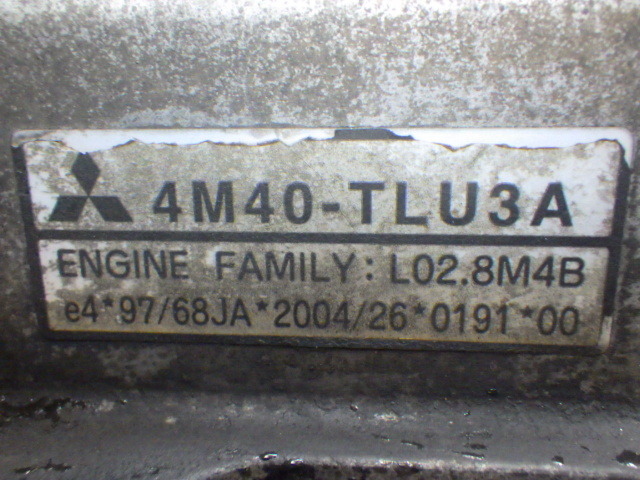 4M40-TLU3A
ENGINE FAMILY: L02.8M4B
e4*97/68JA*2004/26*0191*00